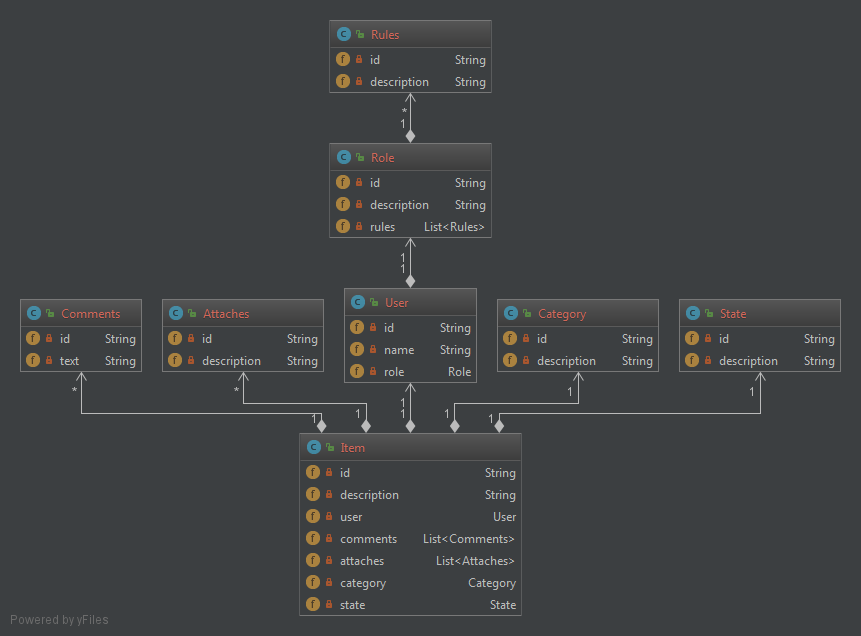 C Rules
f id String
f description String
*
1
C Role
f id String
f description String
f rules List<Rules>
1
1
C Comments
f id String
f text String
C Attaches
f id String
f description String
C User
f id String
f name String
f role Role
C Category
f id String
f description String
C State
f id String
f description String
* * 1 1 1
1 1 1 1 1
C Item
f id String
f description String
f user User
f comments List<Comments>
f attaches List<Attaches>
f category Category
f state State
Powered by yFiles